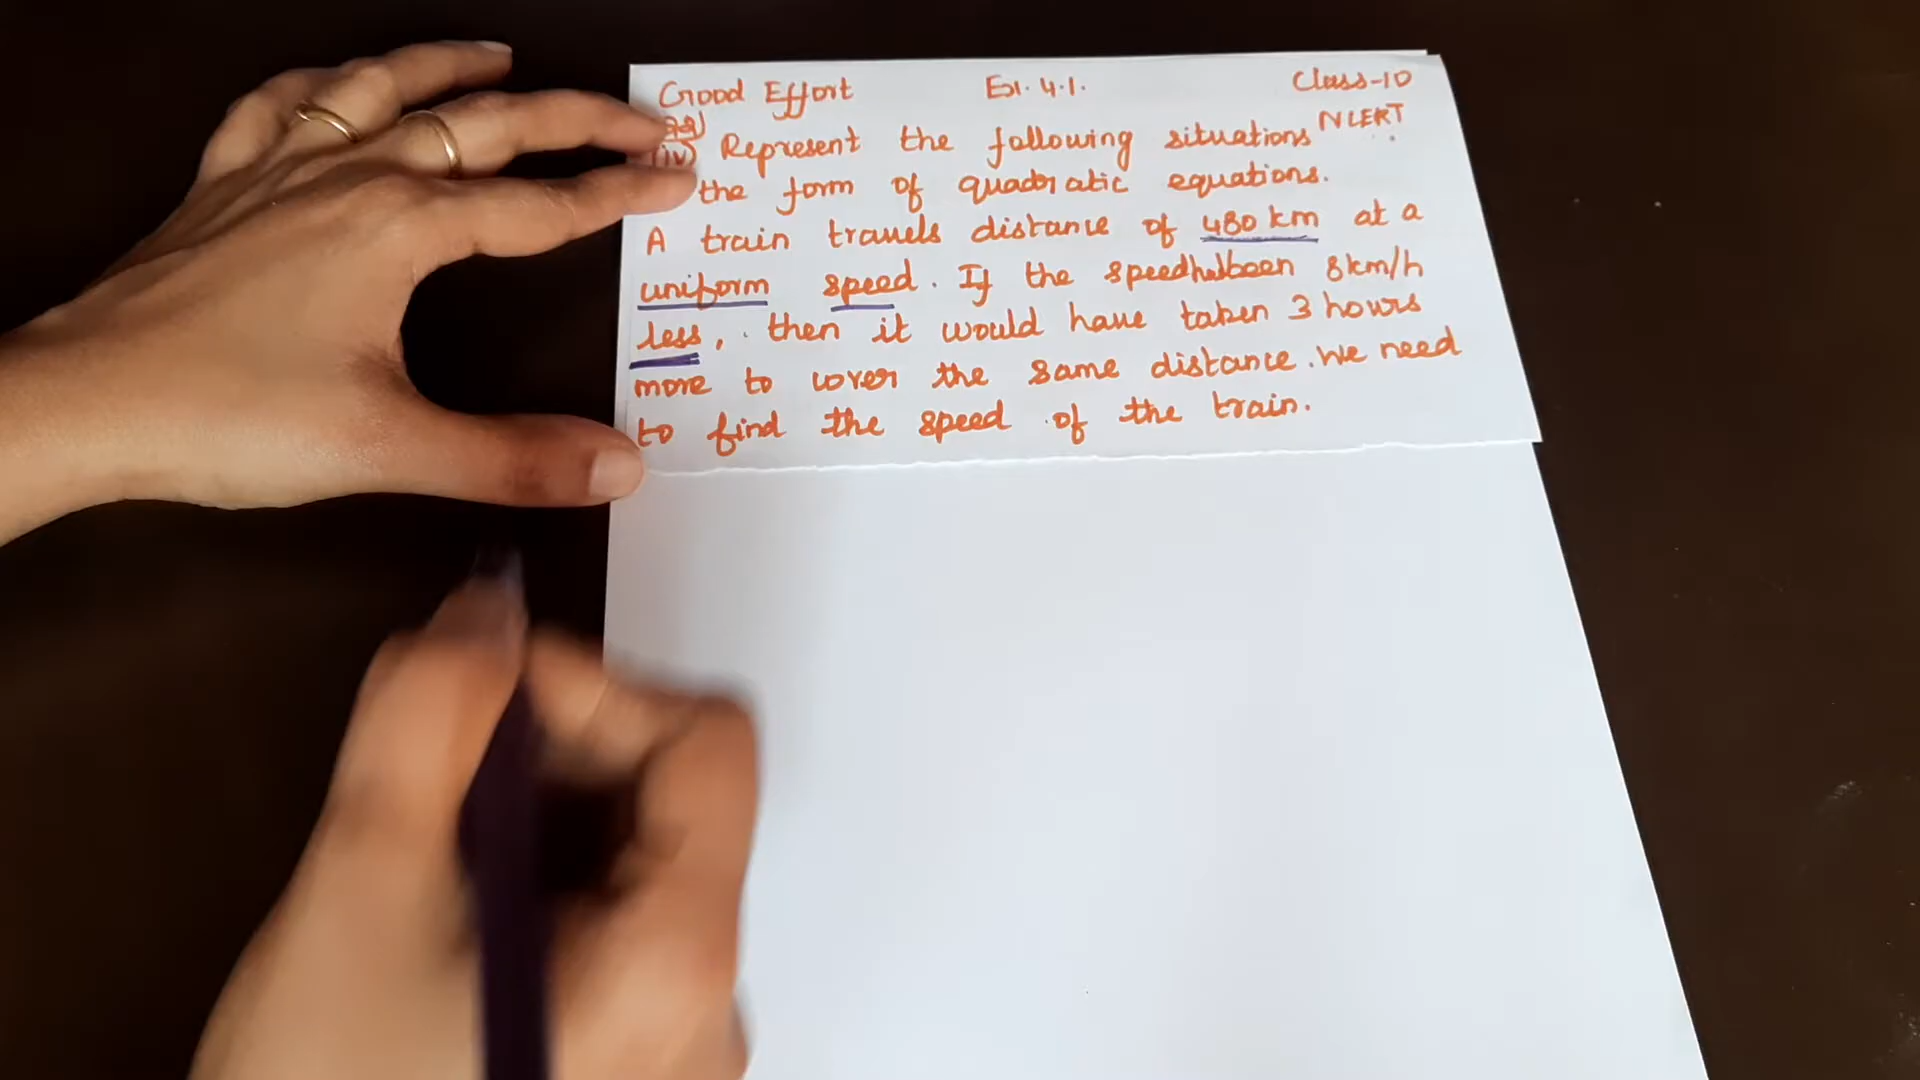 Good Effort Ex. 4.1. Class-10
NCERT
(iv) Represent the following situations
the form of quadratic equations.
A train travels distance of 480 km at a
uniform speed. If the speed had been 8 km/h
less, then it would have taken 3 hours
more to cover the same distance. We need
to find the speed of the train.